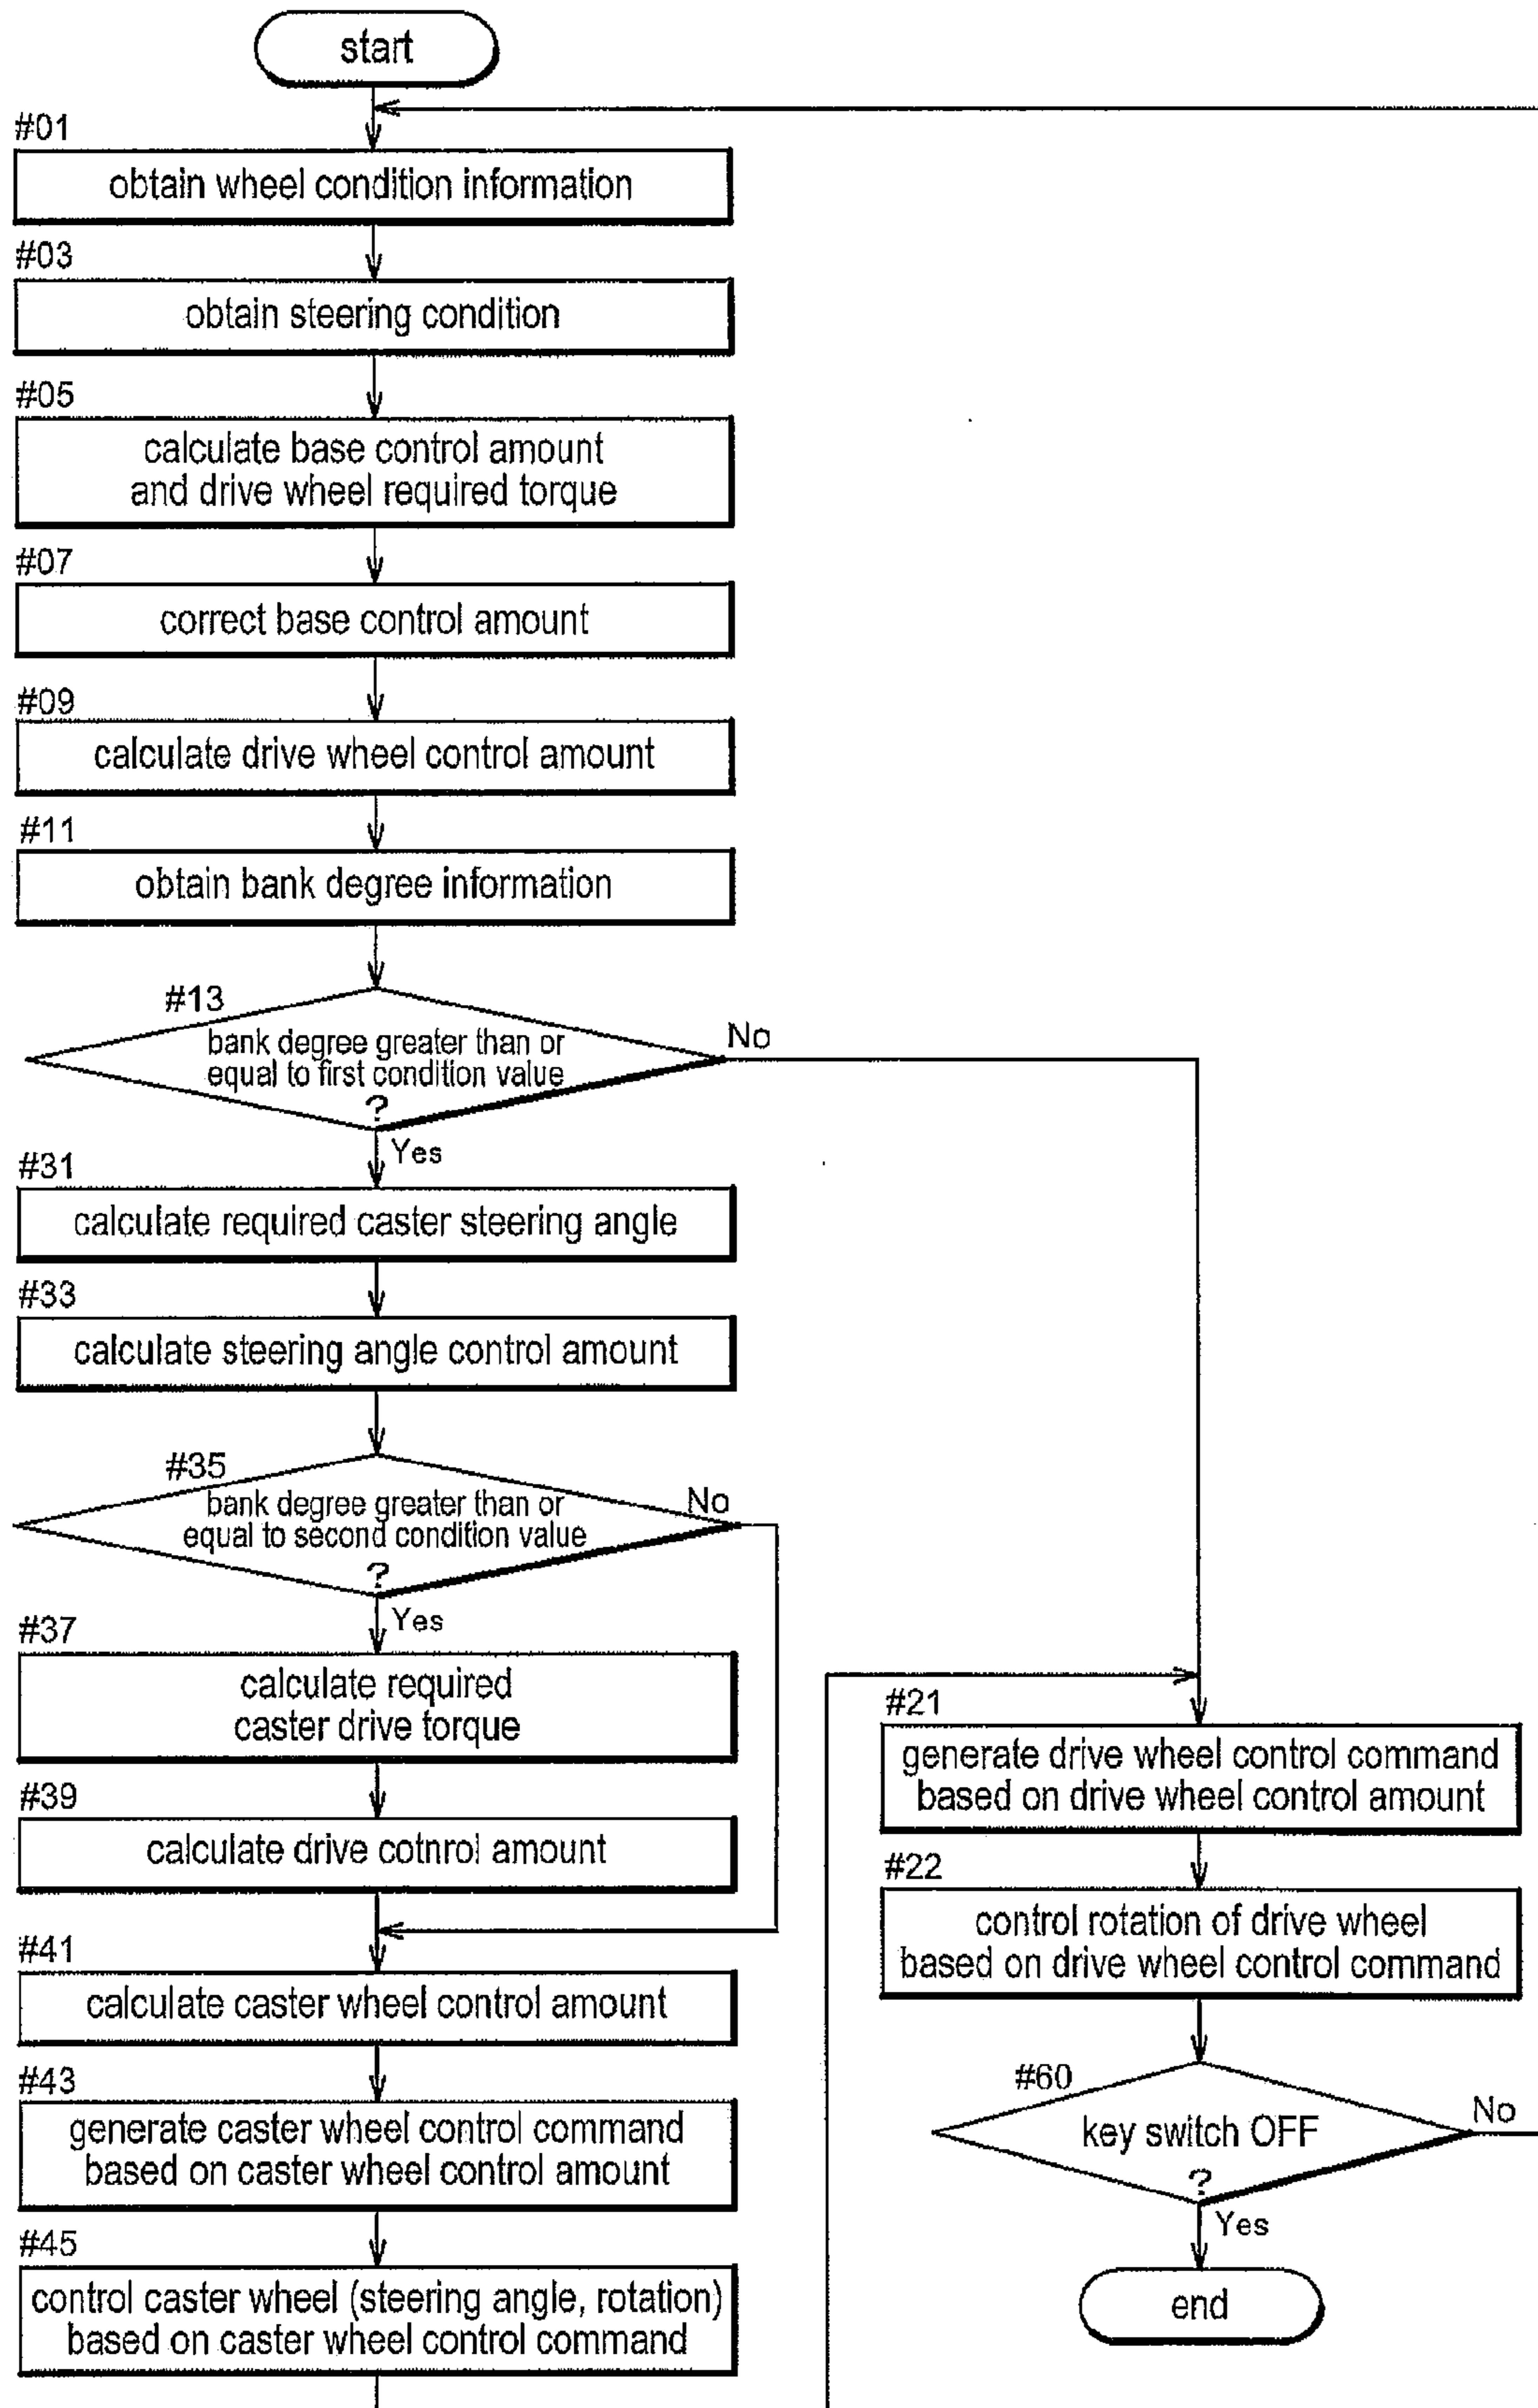 start
#01
obtain wheel condition information
#03
obtain steering condition
#05
calculate base control amount
and drive wheel required torque
#07
correct base control amount
#09
calculate drive wheel control amount
#11
obtain bank degree information
#13
bank degree greater than or
equal to first condition value
?
No
Yes
#31
calculate required caster steering angle
#33
calculate steering angle control amount
#35
bank degree greater than or
equal to second condition value
?
No
Yes
#37
calculate required
caster drive torque
#39
calculate drive cotnrol amount
#41
calculate caster wheel control amount
#43
generate caster wheel control command
based on caster wheel control amount
#45
control caster wheel (steering angle, rotation)
based on caster wheel control command
#21
generate drive wheel control command
based on drive wheel control amount
#22
control rotation of drive wheel
based on drive wheel control command
#60
key switch OFF
?
No
Yes
end